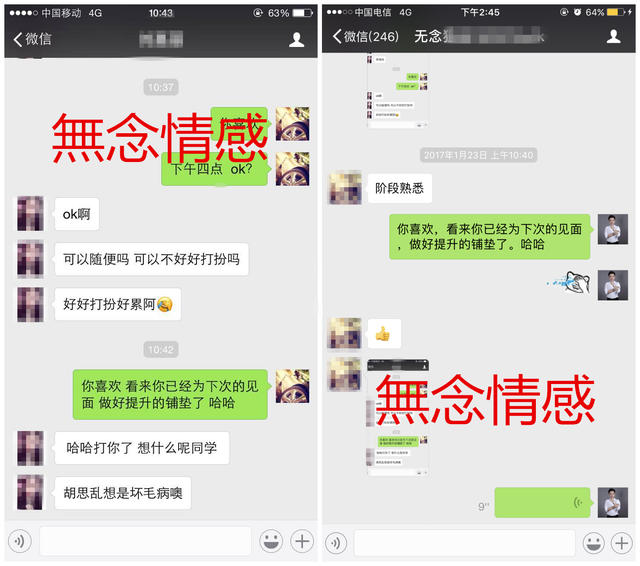 中国移动 4G 10:43 63%
微信
10:37
你喜欢
下午四点 ok?
無念情感
ok啊
可以随便吗 可以不好好打扮吗
好好打扮好累阿
10:42
你喜欢 看来你已经为下次的见
面 做好提升的铺垫了 哈哈
哈哈打你了 想什么呢同学
胡思乱想是坏毛病噢
中国电信 4G 下午2:45 64%
微信(246) 无念
2017年1月23日 上午10:40
阶段熟悉
你喜欢，看来你已经为下次的见面
，做好提升的铺垫了。哈哈
無念情感
9"